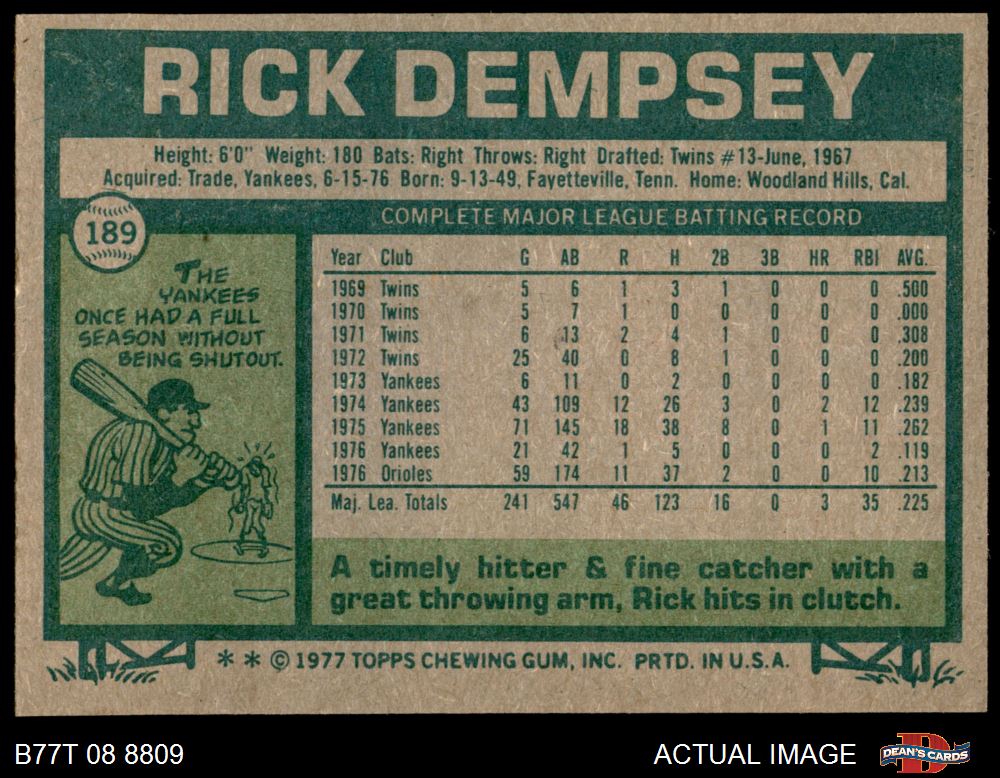 RICK DEMPSEY
Height: 6'0" Weight: 180 Bats: Right Throws: Right Drafted: Twins #13-June, 1967
Acquired: Trade, Yankees, 6-15-76 Born: 9-13-49, Fayetteville, Tenn. Home: Woodland Hills, Cal.
189
THE
YANKEES
ONCE HAD A FULL
SEASON WITHOUT
BEING SHUTOUT.
COMPLETE MAJOR LEAGUE BATTING RECORD
Year Club G AB R H 2B 3B HR RBI AVG.
1969 Twins 5 6 1 3 1 0 0 0 .500
1970 Twins 5 7 1 0 0 0 0 0 .000
1971 Twins 6 13 2 4 1 0 0 0 .308
1972 Twins 25 40 0 8 1 0 0 0 .200
1973 Yankees 6 11 0 2 0 0 0 0 .182
1974 Yankees 43 109 12 26 3 0 2 12 .239
1975 Yankees 71 145 18 38 8 0 1 11 .262
1976 Yankees 21 42 1 5 0 0 0 2 .119
1976 Orioles 59 174 11 37 2 0 0 10 .213
Maj. Lea. Totals 241 547 46 123 16 0 3 35 .225
A timely hitter & fine catcher with a
great throwing arm, Rick hits in clutch.
* * © 1977 TOPPS CHEWING GUM, INC. PRTD. IN U.S.A.
B77T 08 8809
ACTUAL IMAGE
D
DEAN'S CARDS